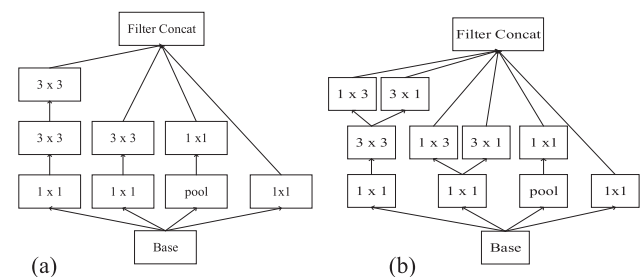 Filter Concat
3 x 3
3 x 3
3 x 3
1 x1
1 x 1
1 x 1
pool
1x1
Base
(a)
Filter Concat
1 x 3
3 x 1
3 x 3
1 x 3
3 x 1
1 x1
1 x 1
1 x 1
pool
1x1
Base
(b)